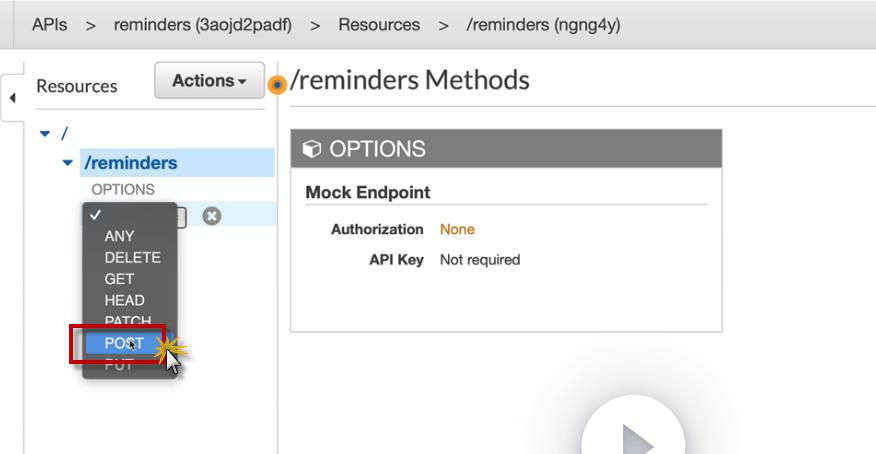 APIs > reminders (3aojd2padf) > Resources > /reminders (ngng4y)
Resources
Actions
/reminders Methods
/
/reminders
OPTIONS
ANY
DELETE
GET
HEAD
PATCH
POST
PUT
OPTIONS
Mock Endpoint
Authorization None
API Key Not required